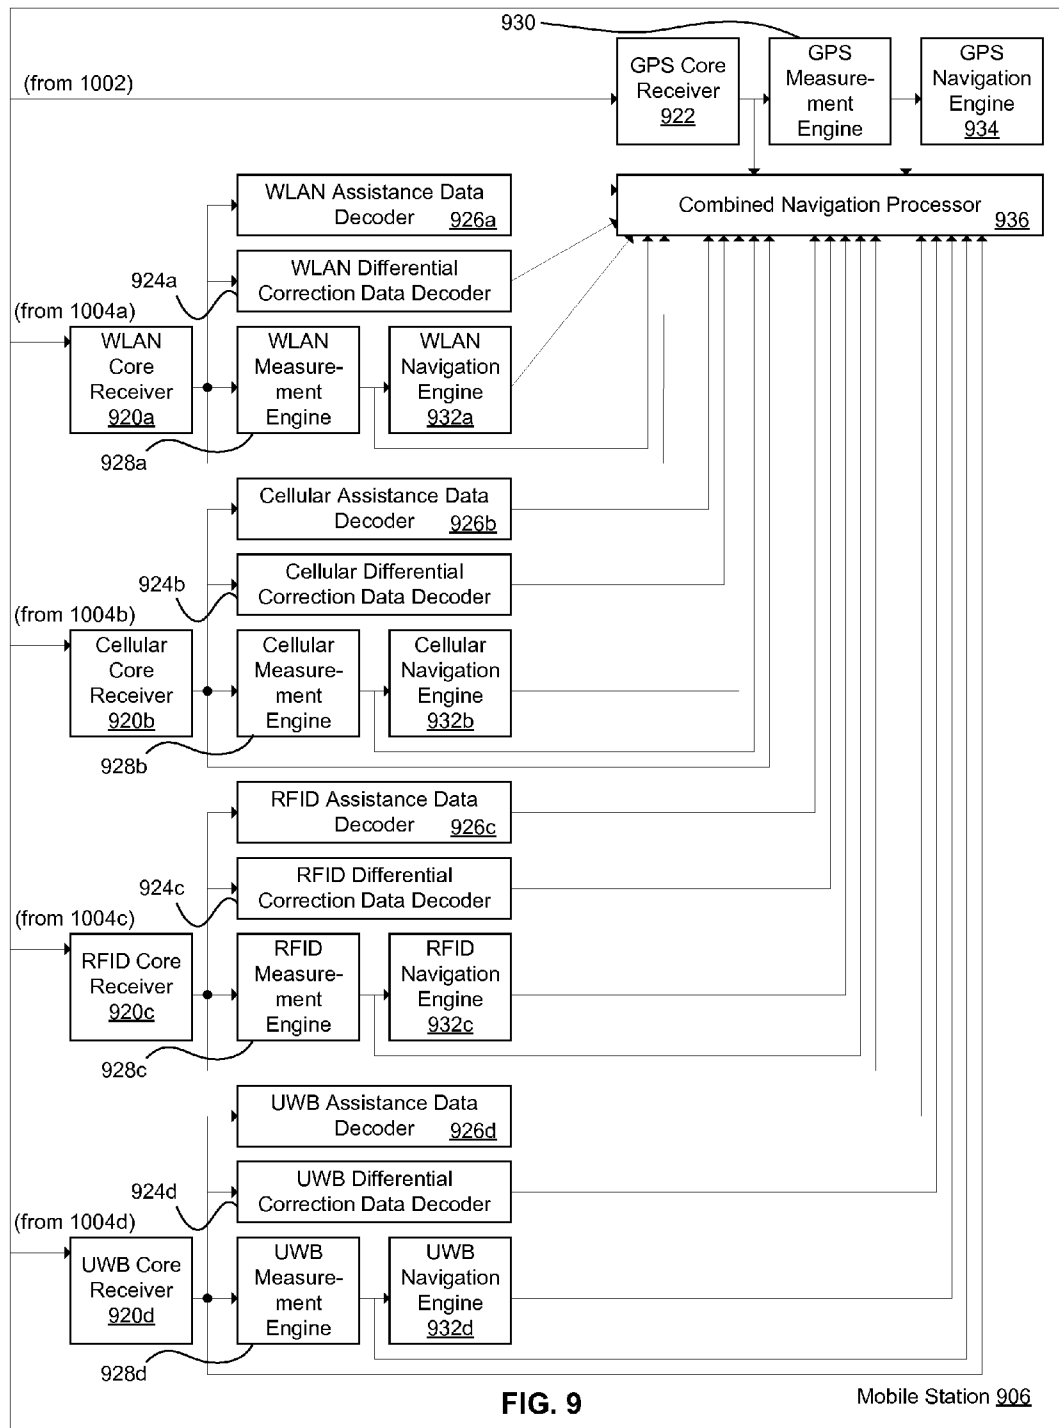 930
(from 1002)
GPS Core
Receiver
922
GPS
Measure-
ment
Engine
GPS
Navigation
Engine
934
WLAN Assistance Data
Decoder 926a
Combined Navigation Processor 936
924a
WLAN Differential
Correction Data Decoder
(from 1004a)
WLAN
Core
Receiver
920a
WLAN
Measure-
ment
Engine
WLAN
Navigation
Engine
932a
928a
Cellular Assistance Data
Decoder 926b
924b
Cellular Differential
Correction Data Decoder
(from 1004b)
Cellular
Core
Receiver
920b
Cellular
Measure-
ment
Engine
Cellular
Navigation
Engine
932b
928b
RFID Assistance Data
Decoder 926c
924c
RFID Differential
Correction Data Decoder
(from 1004c)
RFID Core
Receiver
920c
RFID
Measure-
ment
Engine
RFID
Navigation
Engine
932c
928c
UWB Assistance Data
Decoder 926d
924d
UWB Differential
Correction Data Decoder
(from 1004d)
UWB Core
Receiver
920d
UWB
Measure-
ment
Engine
UWB
Navigation
Engine
932d
928d
FIG. 9
Mobile Station 906